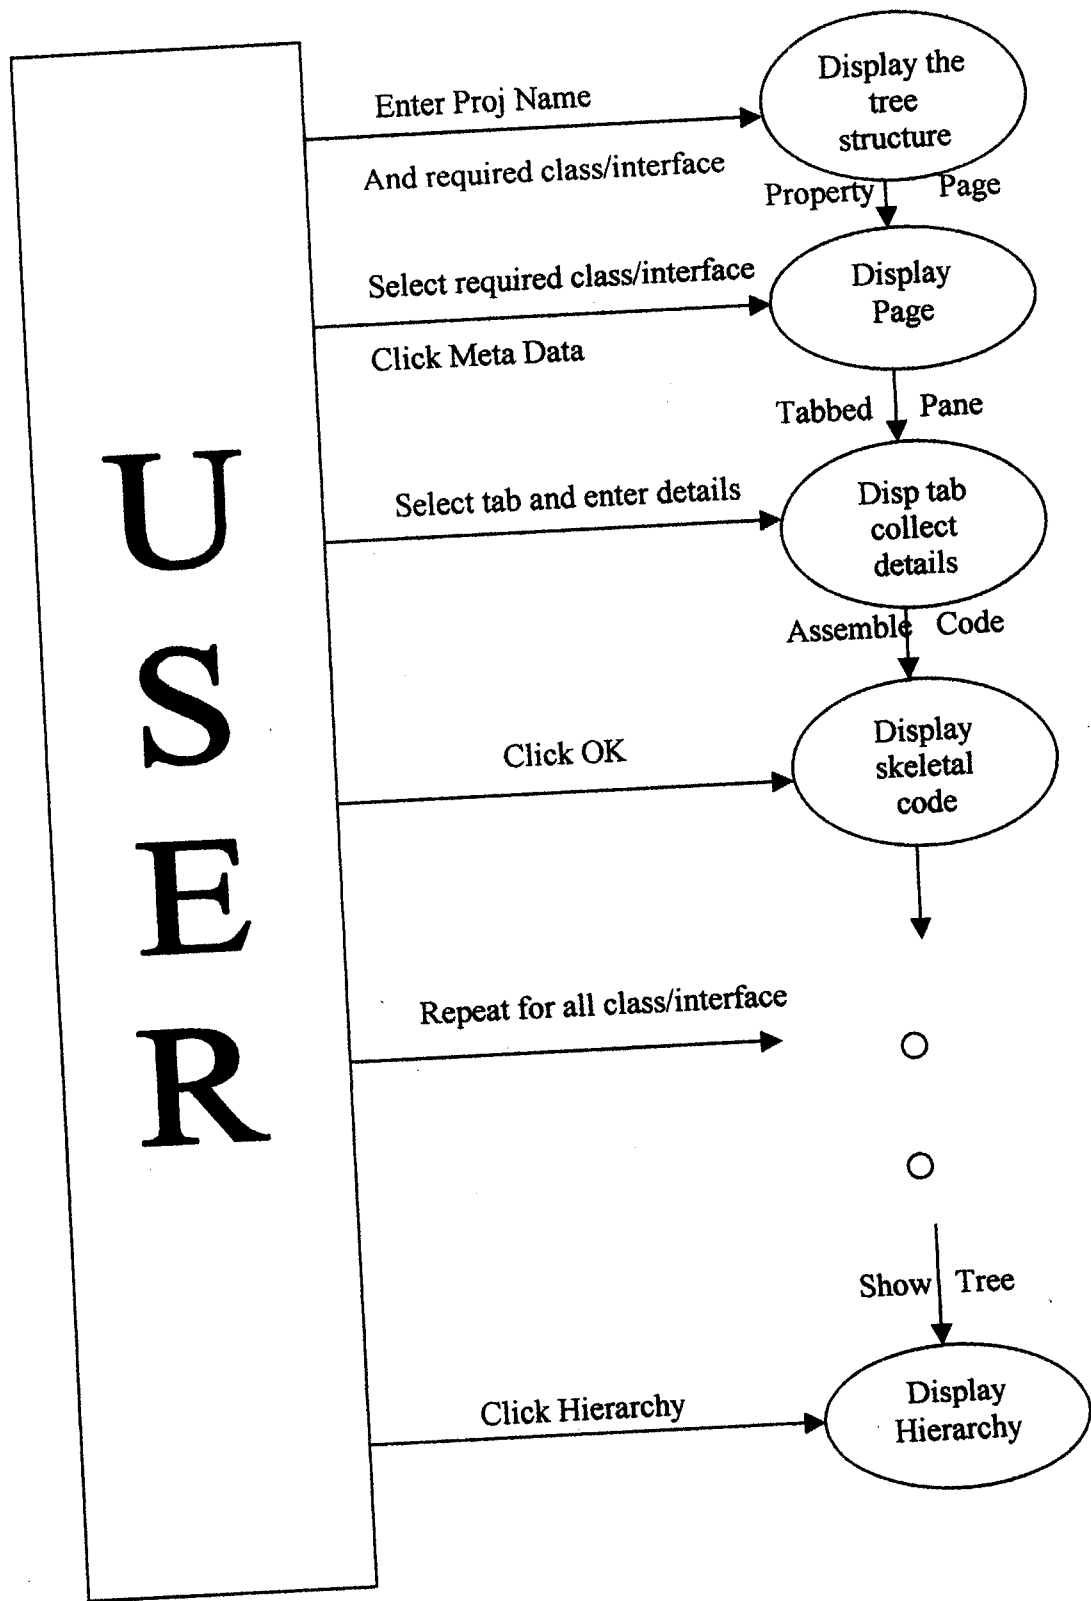 USER
Enter Proj Name
And required class/interface
Display the
tree
structure
Property Page
Select required class/interface
Click Meta Data
Display
Page
Tabbed Pane
Select tab and enter details
Disp tab
collect
details
Assemble Code
Click OK
Display
skeletal
code
Repeat for all class/interface
Show Tree
Click Hierarchy
Display
Hierarchy